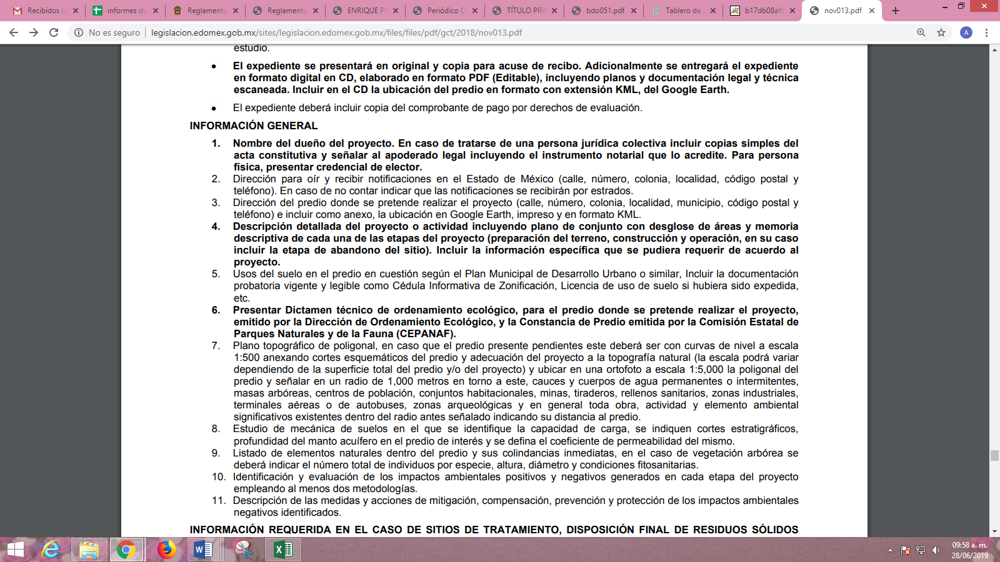 Recibidos (2
informes di
Reglamento
Reglamento
ENRIQUE PE
Periódico O
TÍTULO PRI
bdo051.pdf
Tablero de
b17db08af
nov013.pdf
No es seguro | legislacion.edomex.gob.mx/sites/legislacion.edomex.gob.mx/files/files/pdf/gct/2018/nov013.pdf
A
estudio.
• El expediente se presentará en original y copia para acuse de recibo. Adicionalmente se entregará el expediente
en formato digital en CD, elaborado en formato PDF (Editable), incluyendo planos y documentación legal y técnica
escaneada. Incluir en el CD la ubicación del predio en formato con extensión KML, del Google Earth.
• El expediente deberá incluir copia del comprobante de pago por derechos de evaluación.
INFORMACIÓN GENERAL
1. Nombre del dueño del proyecto. En caso de tratarse de una persona jurídica colectiva incluir copias simples del
acta constitutiva y señalar al apoderado legal incluyendo el instrumento notarial que lo acredite. Para persona
física, presentar credencial de elector.
2. Dirección para oír y recibir notificaciones en el Estado de México (calle, número, colonia, localidad, código postal y
teléfono). En caso de no contar indicar que las notificaciones se recibirán por estrados.
3. Dirección del predio donde se pretende realizar el proyecto (calle, número, colonia, localidad, municipio, código postal y
teléfono) e incluir como anexo, la ubicación en Google Earth, impreso y en formato KML.
4. Descripción detallada del proyecto o actividad incluyendo plano de conjunto con desglose de áreas y memoria
descriptiva de cada una de las etapas del proyecto (preparación del terreno, construcción y operación, en su caso
incluir la etapa de abandono del sitio). Incluir la información específica que se pudiera requerir de acuerdo al
proyecto.
5. Usos del suelo en el predio en cuestión según el Plan Municipal de Desarrollo Urbano o similar, Incluir la documentación
probatoria vigente y legible como Cédula Informativa de Zonificación, Licencia de uso de suelo si hubiera sido expedida,
etc.
6. Presentar Dictamen técnico de ordenamiento ecológico, para el predio donde se pretende realizar el proyecto,
emitido por la Dirección de Ordenamiento Ecológico, y la Constancia de Predio emitida por la Comisión Estatal de
Parques Naturales y de la Fauna (CEPANAF).
7. Plano topográfico de poligonal, en caso que el predio presente pendientes este deberá ser con curvas de nivel a escala
1:500 anexando cortes esquemáticos del predio y adecuación del proyecto a la topografía natural (la escala podrá variar
dependiendo de la superficie total del predio y/o del proyecto) y ubicar en una ortofoto a escala 1:5,000 la poligonal del
predio y señalar en un radio de 1,000 metros en torno a este, cauces y cuerpos de agua permanentes o intermitentes,
masas arbóreas, centros de población, conjuntos habitacionales, minas, tiraderos, rellenos sanitarios, zonas industriales,
terminales aéreas o de autobuses, zonas arqueológicas y en general toda obra, actividad y elemento ambiental
significativos existentes dentro del radio antes señalado indicando su distancia al predio.
8. Estudio de mecánica de suelos en el que se identifique la capacidad de carga, se indiquen cortes estratigráficos,
profundidad del manto acuífero en el predio de interés y se defina el coeficiente de permeabilidad del mismo.
9. Listado de elementos naturales dentro del predio y sus colindancias inmediatas, en el caso de vegetación arbórea se
deberá indicar el número total de individuos por especie, altura, diámetro y condiciones fitosanitarias.
10. Identificación y evaluación de los impactos ambientales positivos y negativos generados en cada etapa del proyecto
empleando al menos dos metodologías.
11. Descripción de las medidas y acciones de mitigación, compensación, prevención y protección de los impactos ambientales
negativos identificados.
INFORMACIÓN REQUERIDA EN EL CASO DE SITIOS DE TRATAMIENTO, DISPOSICIÓN FINAL DE RESIDUOS SÓLIDOS
09:58 a. m.
28/06/2019